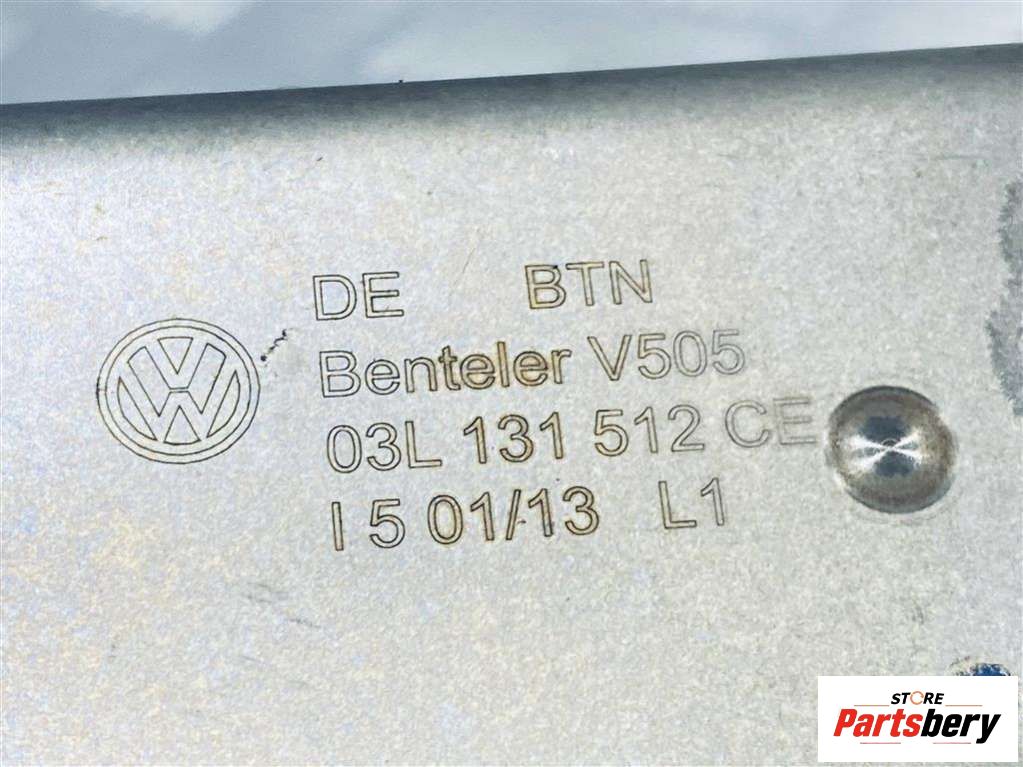 DE BTN
Benteler V505
03L 131 512 CE
I 5 01/13 L1
STORE
Partsbery